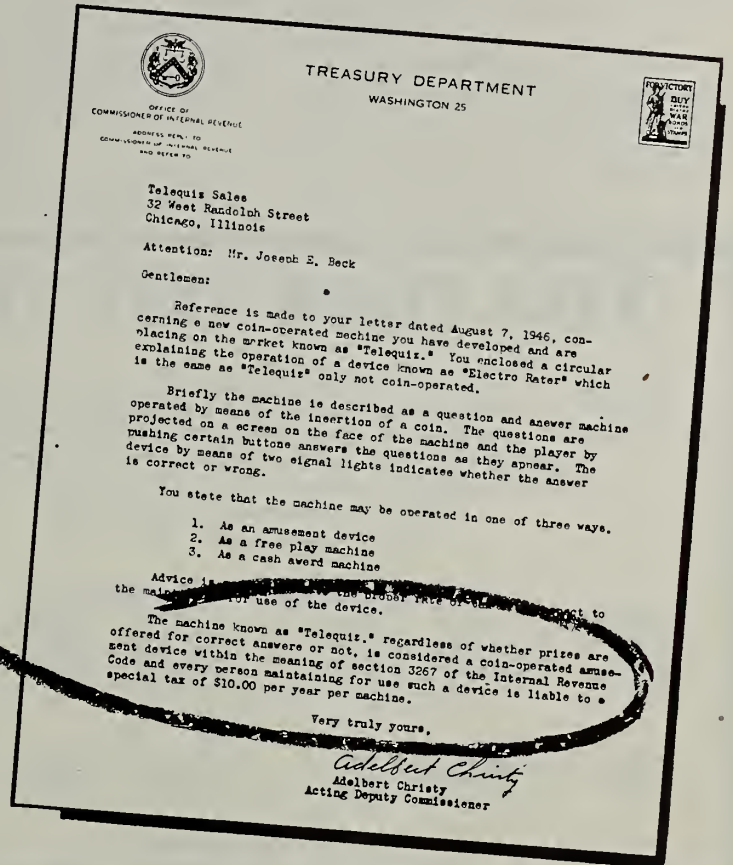 TREASURY DEPARTMENT
WASHINGTON 25
OFFICE OF
COMMISSIONER OF INTERNAL REVENUE
ADDRESS REPLY TO
COMMISSIONER OF INTERNAL REVENUE
AND REFER TO
FOR VICTORY
BUY
UNITED
STATES
WAR
BONDS
AND
STAMPS
Telequis Sales
32 West Randolph Street
Chicago, Illinois
Attention: Mr. Joseph E. Beck
Gentlemen:
Reference is made to your letter dated August 7, 1946, con-
cerning a new coin-operated machine you have developed and are
placing on the market known as "Telequiz." You enclosed a circular
explaining the operation of a device known as "Electro Rater" which
is the same as "Telequiz" only not coin-operated.
Briefly the machine is described as a question and answer machine
operated by means of the insertion of a coin. The questions are
projected on a screen on the face of the machine and the player by
pushing certain buttons answers the questions as they appear. The
device by means of two signal lights indicates whether the answer
is correct or wrong.
You state that the machine may be operated in one of three ways.
1. As an amusement device
2. As a free play machine
3. As a cash award machine
Advice is the proper rate of to
the for use of the device.
The machine known as "Telequiz." regardless of whether prizes are
offered for correct answers or not, is considered a coin-operated amuse-
ment device within the meaning of section 3267 of the Internal Revenue
Code and every person maintaining for use such a device is liable to a
special tax of $10.00 per year per machine.
Very truly yours,
Adelbert Christy
Adelbert Christy
Acting Deputy Commissioner